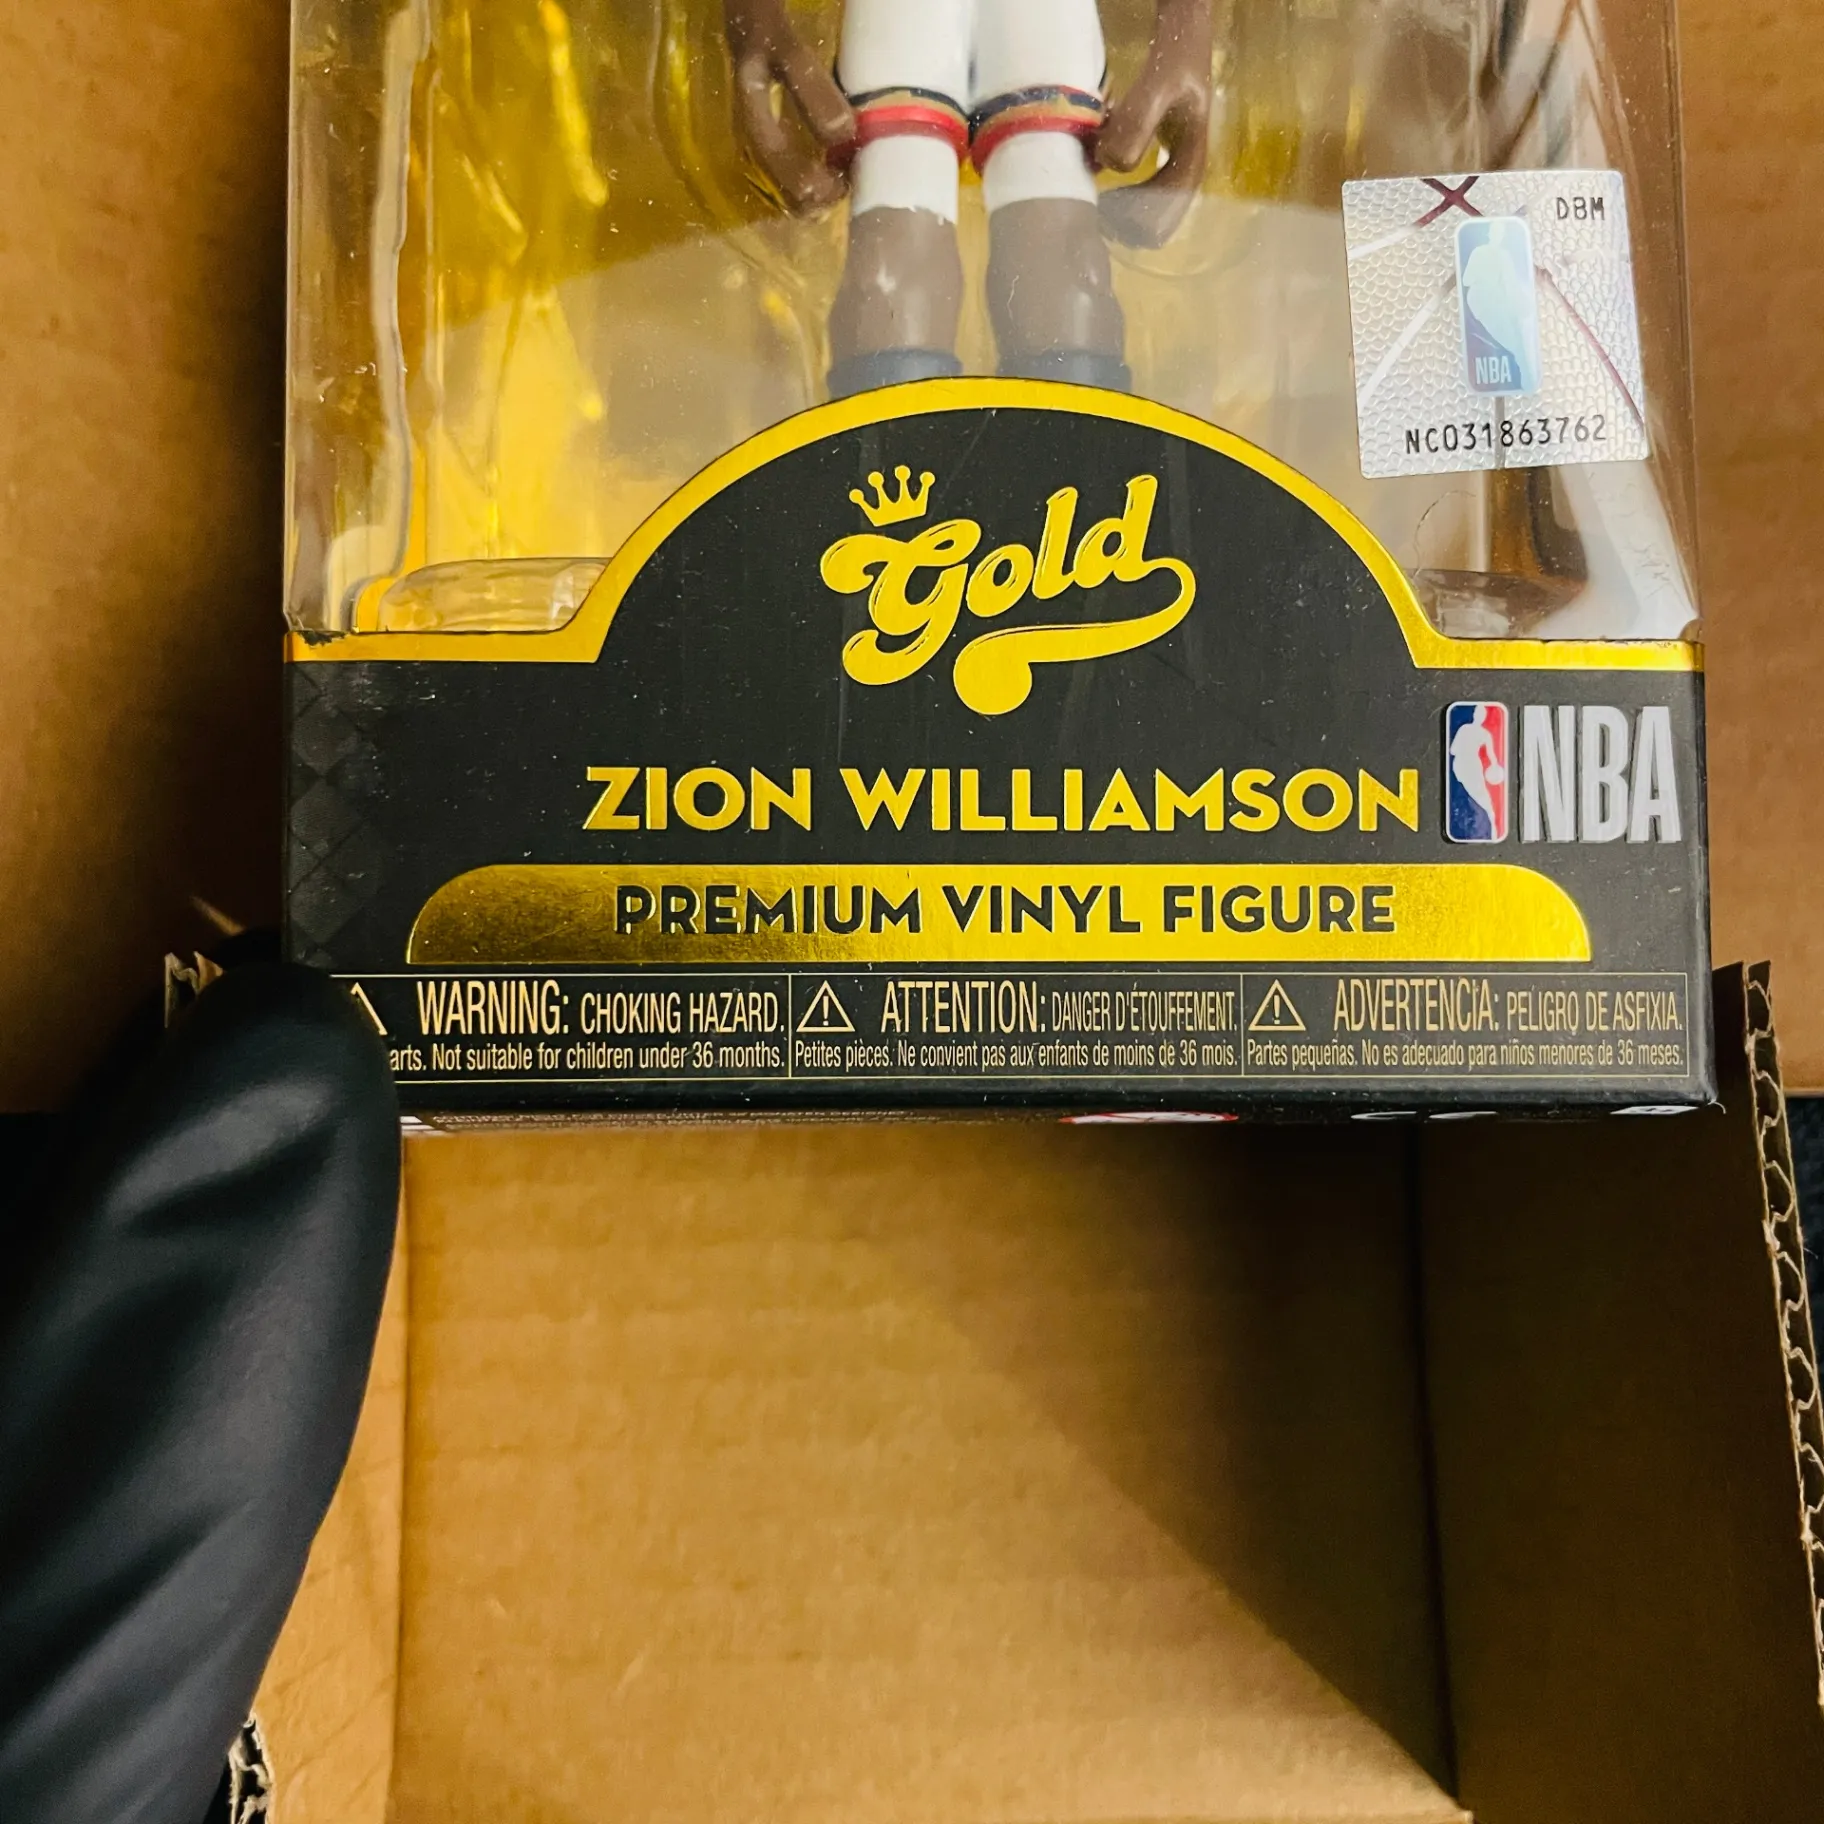 DBM
NBA
NC031863762
Gold
ZION WILLIAMSON
NBA
PREMIUM VINYL FIGURE
WARNING: CHOKING HAZARD.
arts. Not suitable for children under 36 months.
ATTENTION: DANGER D'ÉTOUFFEMENT.
Petites pièces. Ne convient pas aux enfants de moins de 36 mois.
ADVERTENCIA: PELIGRO DE ASFIXIA.
Partes pequeñas. No es adecuado para niños menores de 36 meses.